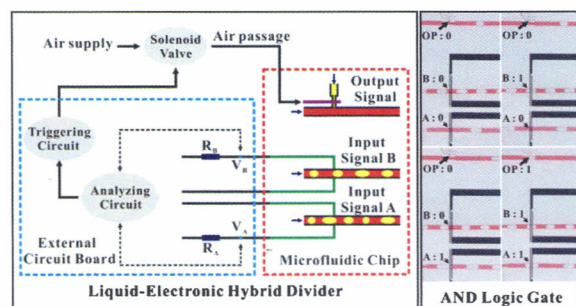 Air supply
Solenoid
Valve
Air passage
Output
Signal
Triggering
Circuit
R_B
V_B
Input
Signal B
Analyzing
Circuit
Input
Signal A
V_A
R_A
External
Circuit Board
Microfluidic Chip
Liquid-Electronic Hybrid Divider
OP: 0
OP: 0
B: 0
B: 1
A: 0
A: 0
OP: 0
OP: 1
B: 0
B: 1
A: 1
A: 1
AND Logic Gate